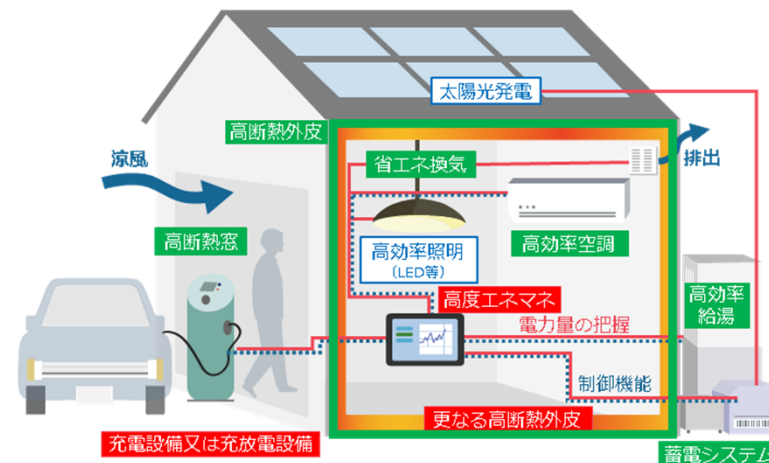 太陽光発電
高断熱外皮
涼風
省エネ換気
排出
高断熱窓
高効率照明
(LED等)
高効率空調
高度エネマネ
高効率
給湯
電力量の把握
制御機能
更なる高断熱外皮
充電設備又は充放電設備
蓄電システム